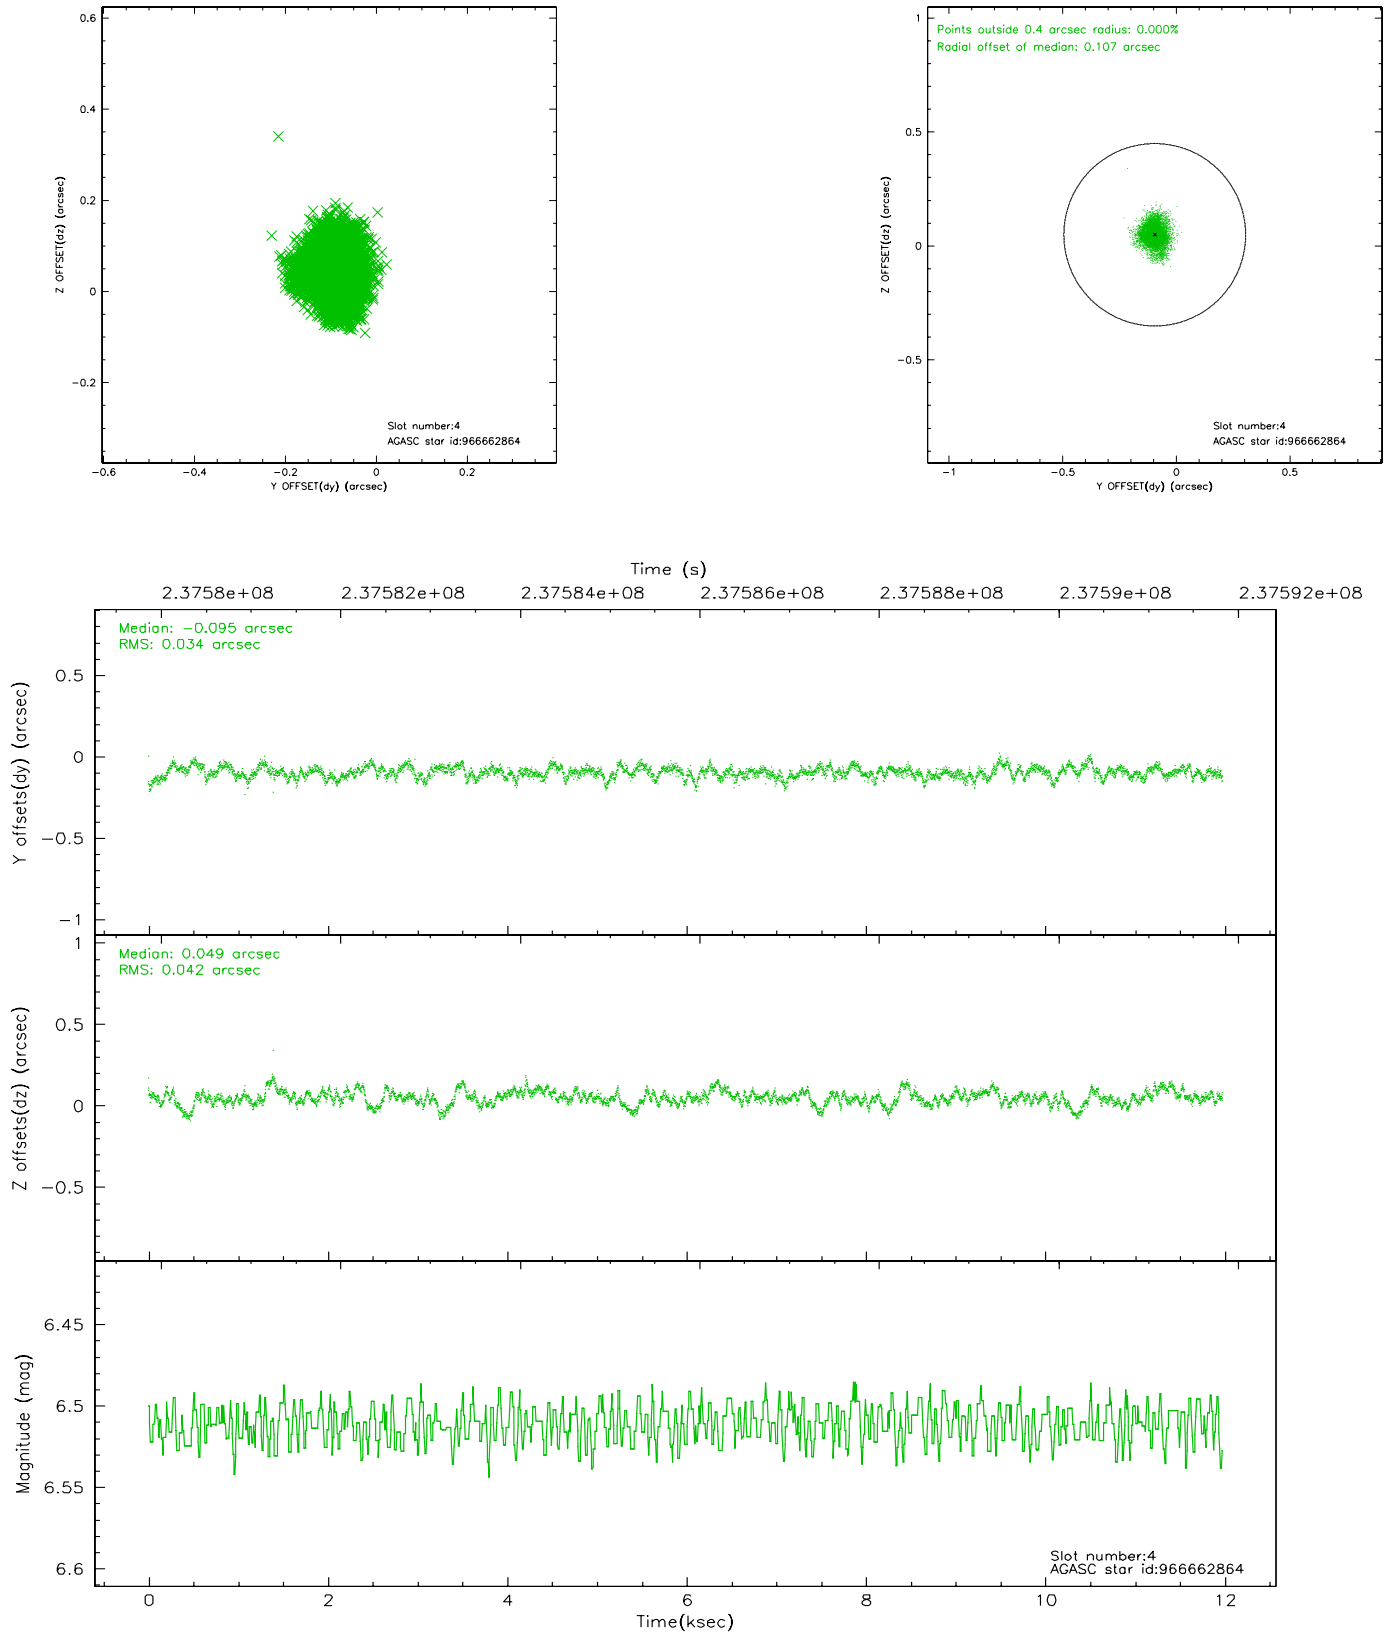 0.6
0.4
0.2
0
−0.2
Z OFFSET(dz) (arcsec)
Slot number:4
AGASC star id:966662864
−0.6 −0.4 −0.2 0 0.2
Y OFFSET(dy) (arcsec)
Points outside 0.4 arcsec radius: 0.000%
Radial offset of median: 0.107 arcsec
1
0.5
0
−0.5
Z OFFSET(dz) (arcsec)
Slot number:4
AGASC star id:966662864
−1 −0.5 0 0.5
Y OFFSET(dy) (arcsec)
Time (s)
2.3758e+08 2.37582e+08 2.37584e+08 2.37586e+08 2.37588e+08 2.3759e+08 2.37592e+08
Median: −0.095 arcsec
RMS: 0.034 arcsec
0.5
0
−0.5
−1
Y offsets(dy) (arcsec)
Median: 0.049 arcsec
RMS: 0.042 arcsec
1
0.5
0
−0.5
Z offsets(dz) (arcsec)
6.45
6.5
6.55
6.6
Magnitude (mag)
Slot number:4
AGASC star id:966662864
0 2 4 6 8 10 12
Time(ksec)